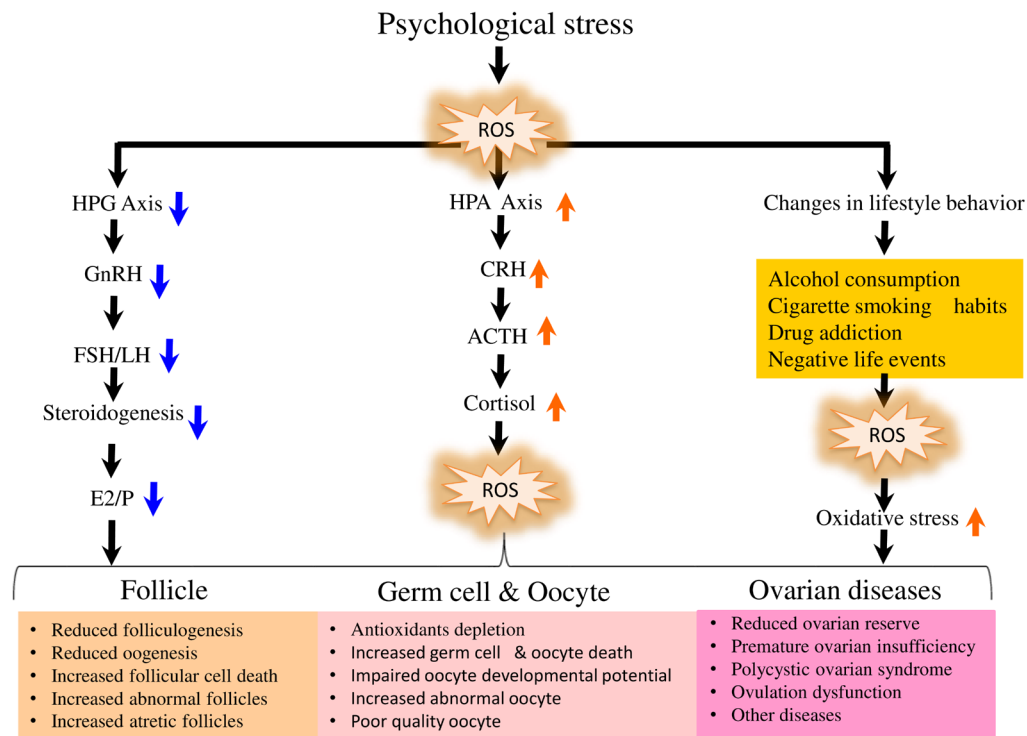 Psychological stress
ROS
HPG Axis
GnRH
FSH/LH
Steroidogenesis
E2/P
HPA Axis
CRH
ACTH
Cortisol
ROS
Changes in lifestyle behavior
Alcohol consumption
Cigarette smoking habits
Drug addiction
Negative life events
ROS
Oxidative stress
Follicle
• Reduced folliculogenesis
• Reduced oogenesis
• Increased follicular cell death
• Increased abnormal follicles
• Increased atretic follicles
Germ cell & Oocyte
• Antioxidants depletion
• Increased germ cell & oocyte death
• Impaired oocyte developmental potential
• Increased abnormal oocyte
• Poor quality oocyte
Ovarian diseases
• Reduced ovarian reserve
• Premature ovarian insufficiency
• Polycystic ovarian syndrome
• Ovulation dysfunction
• Other diseases